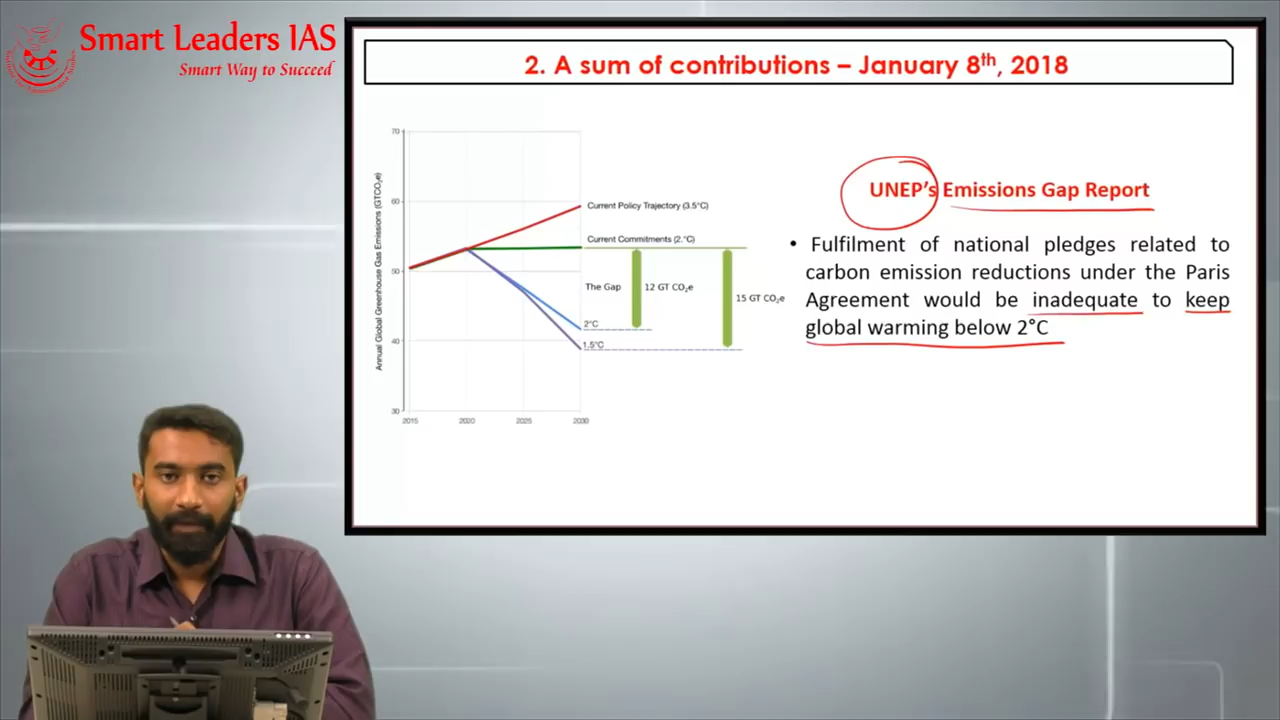 Smart Leaders IAS
Smart Way to Succeed
2. A sum of contributions – January 8th, 2018
70
60
50
40
30
Annual Global Greenhouse Gas Emissions (GTCO2e)
2015
2020
2025
2030
Current Policy Trajectory (3.5°C)
Current Commitments (2.°C)
The Gap
12 GT CO2e
15 GT CO2e
2°C
1.5°C
UNEP's Emissions Gap Report
• Fulfilment of national pledges related to
carbon emission reductions under the Paris
Agreement would be inadequate to keep
global warming below 2°C